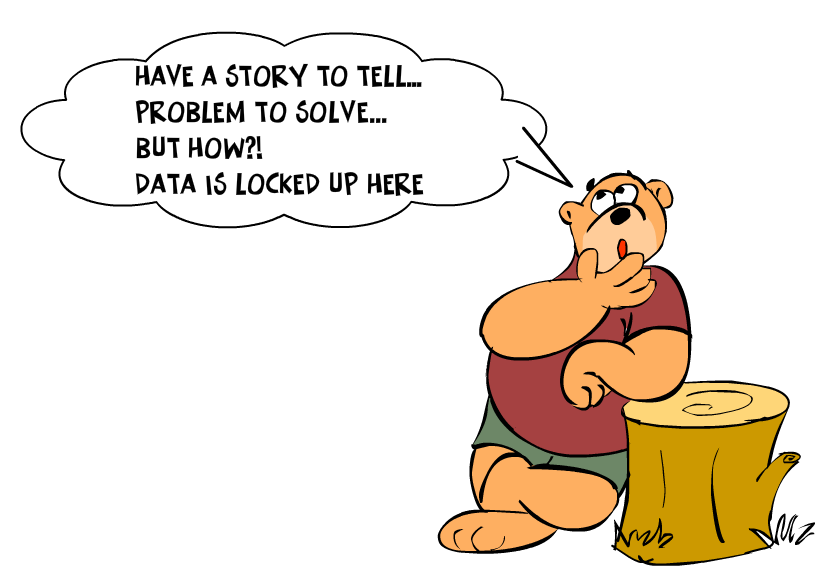 HAVE A STORY TO TELL...
PROBLEM TO SOLVE...
BUT HOW?!
DATA IS LOCKED UP HERE